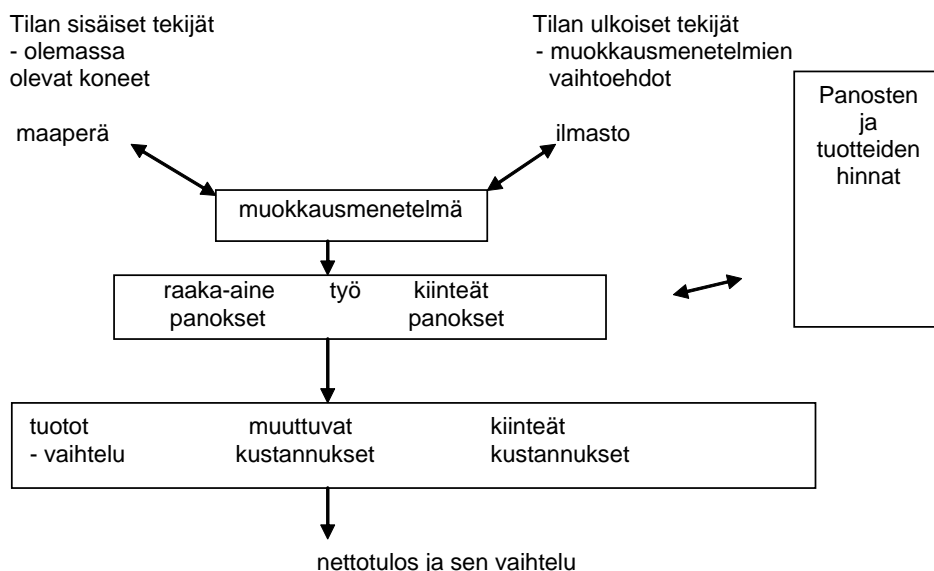 Tilan sisäiset tekijät
- olemassa
olevat koneet
maaperä
Tilan ulkoiset tekijät
- muokkausmenetelmien
vaihtoehdot
ilmasto
Panosten
ja
tuotteiden
hinnat
muokkausmenetelmä
raaka-aine työ kiinteät
panokset panokset
tuotot muuttuvat kiinteät
- vaihtelu kustannukset kustannukset
nettotulos ja sen vaihtelu